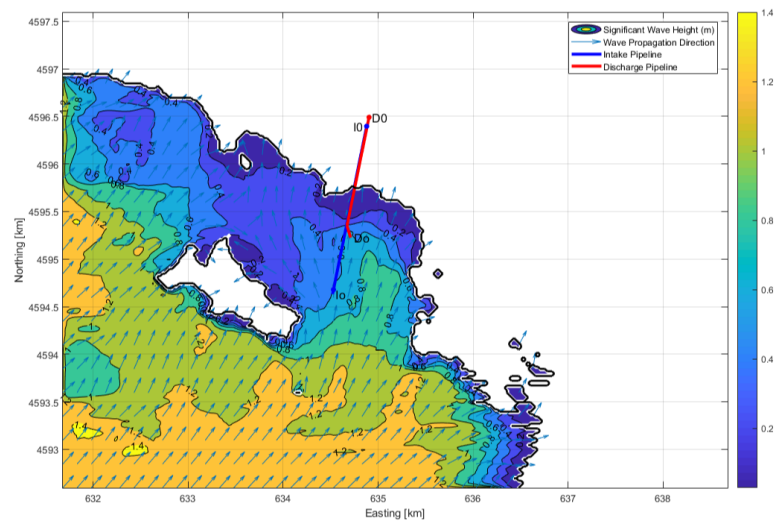 4597.5
4597
4596.5
4596
4595.5
4595
4594.5
4594
4593.5
4593
Northing [km]
632
633
634
635
636
637
638
Easting [km]
Significant Wave Height (m)
Wave Propagation Direction
Intake Pipeline
Discharge Pipeline
D0
I0
Do
Io
1.4
1.2
1
0.8
0.6
0.4
0.2